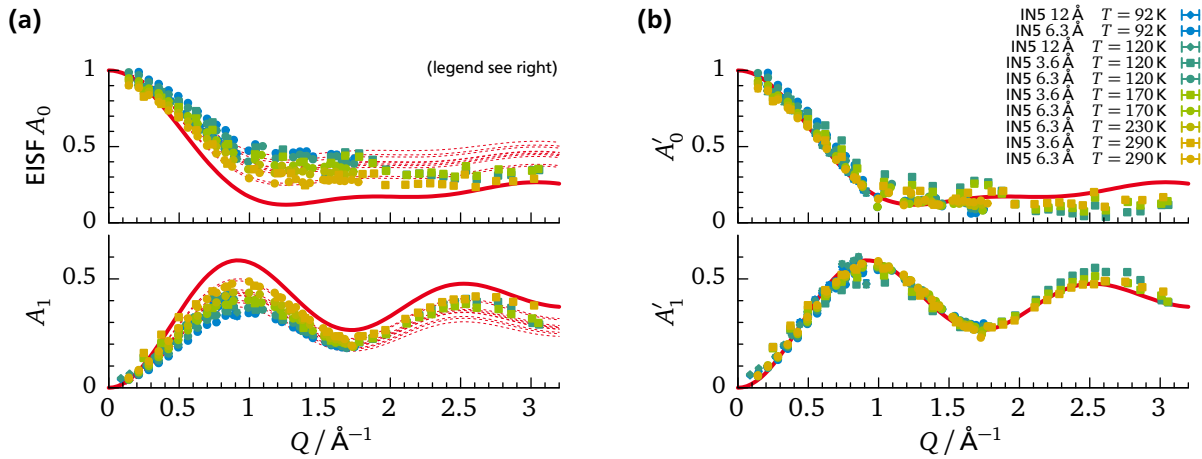 (a)
(legend see right)
EISF A₀
1
0.5
0
A₁
0.5
0
0 0.5 1 1.5 2 2.5 3
Q / Å⁻¹
(b)
IN5 12 Å T = 92 K
IN5 6.3 Å T = 92 K
IN5 12 Å T = 120 K
IN5 3.6 Å T = 120 K
IN5 6.3 Å T = 120 K
IN5 3.6 Å T = 170 K
IN5 6.3 Å T = 170 K
IN5 6.3 Å T = 230 K
IN5 3.6 Å T = 290 K
IN5 6.3 Å T = 290 K
A′₀
1
0.5
0
A′₁
0.5
0
0 0.5 1 1.5 2 2.5 3
Q / Å⁻¹